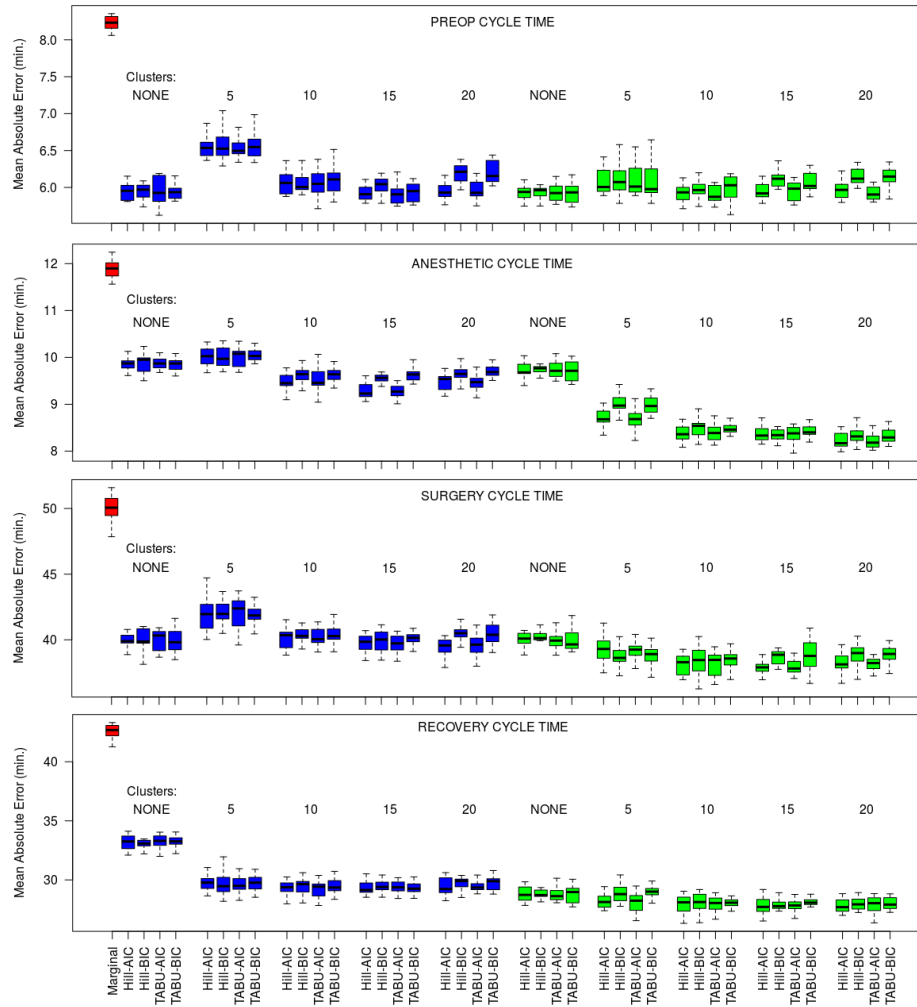 PREOP CYCLE TIME
Mean Absolute Error (min.)
8.0
7.5
7.0
6.5
6.0
Clusters:
NONE 5 10 15 20 NONE 5 10 15 20
ANESTHETIC CYCLE TIME
Mean Absolute Error (min.)
12
11
10
9
8
Clusters:
NONE 5 10 15 20 NONE 5 10 15 20
SURGERY CYCLE TIME
Mean Absolute Error (min.)
50
45
40
Clusters:
NONE 5 10 15 20 NONE 5 10 15 20
RECOVERY CYCLE TIME
Mean Absolute Error (min.)
40
35
30
Clusters:
NONE 5 10 15 20 NONE 5 10 15 20
Marginal
Hill-AIC
Hill-BIC
TABU-AIC
TABU-BIC
Hill-AIC
Hill-BIC
TABU-AIC
TABU-BIC
Hill-AIC
Hill-BIC
TABU-AIC
TABU-BIC
Hill-AIC
Hill-BIC
TABU-AIC
TABU-BIC
Hill-AIC
Hill-BIC
TABU-AIC
TABU-BIC
Hill-AIC
Hill-BIC
TABU-AIC
TABU-BIC
Hill-AIC
Hill-BIC
TABU-AIC
TABU-BIC
Hill-AIC
Hill-BIC
TABU-AIC
TABU-BIC
Hill-AIC
Hill-BIC
TABU-AIC
TABU-BIC
Hill-AIC
Hill-BIC
TABU-AIC
TABU-BIC